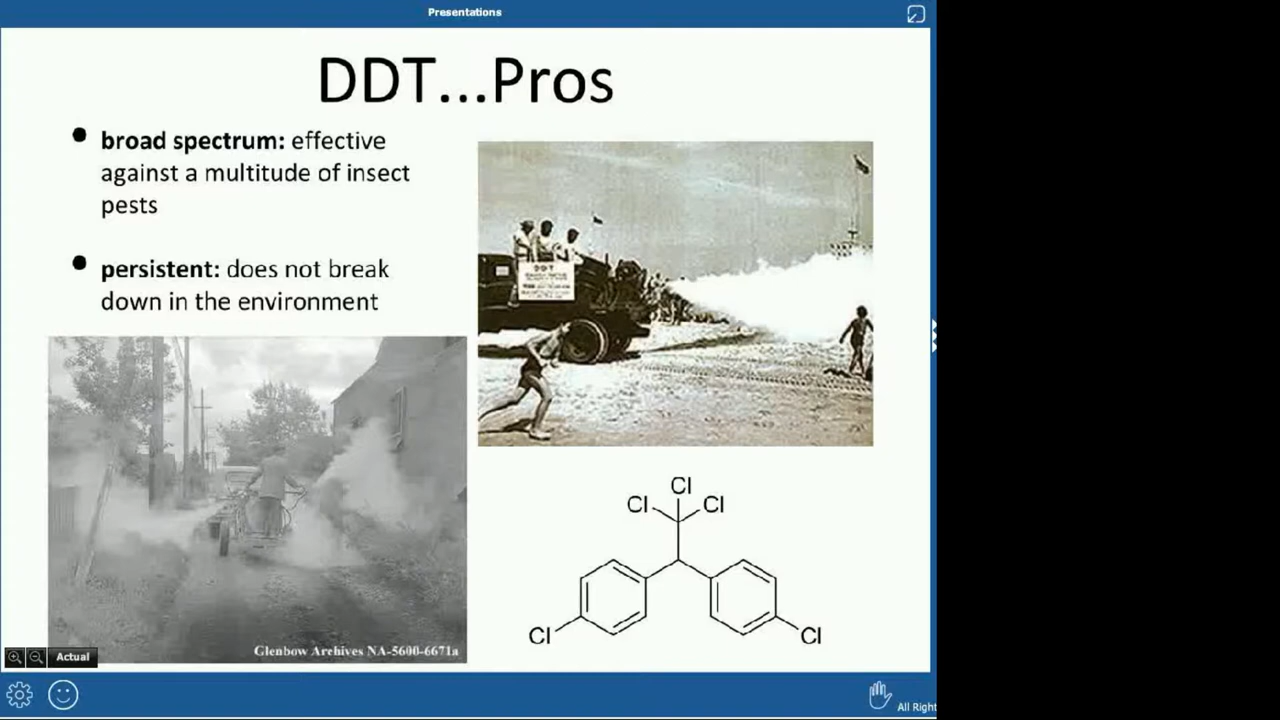 Presentations
DDT...Pros
broad spectrum: effective
against a multitude of insect
pests
persistent: does not break
down in the environment
DDT
Cl
Cl
Cl
Cl
Cl
Glenbow Archives NA-5600-6671a
Actual
All Right